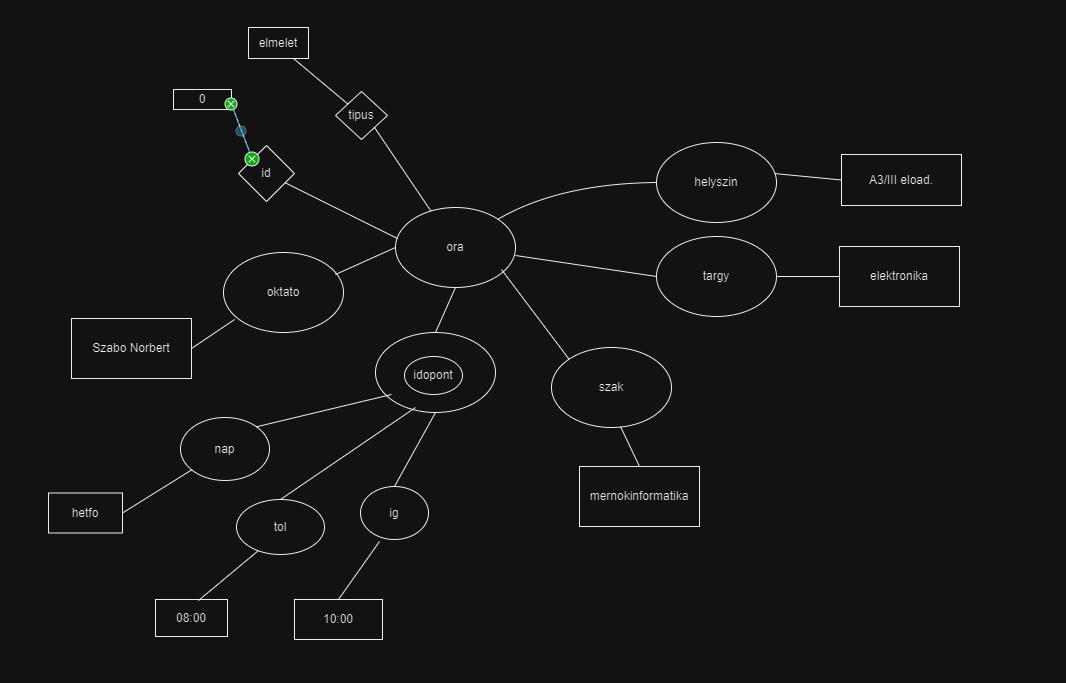 elmelet
0
tipus
id
helyszin
A3/III eload.
ora
targy
elektronika
oktato
Szabo Norbert
idopont
szak
nap
mernokinformatika
hetfo
tol
ig
08:00
10:00